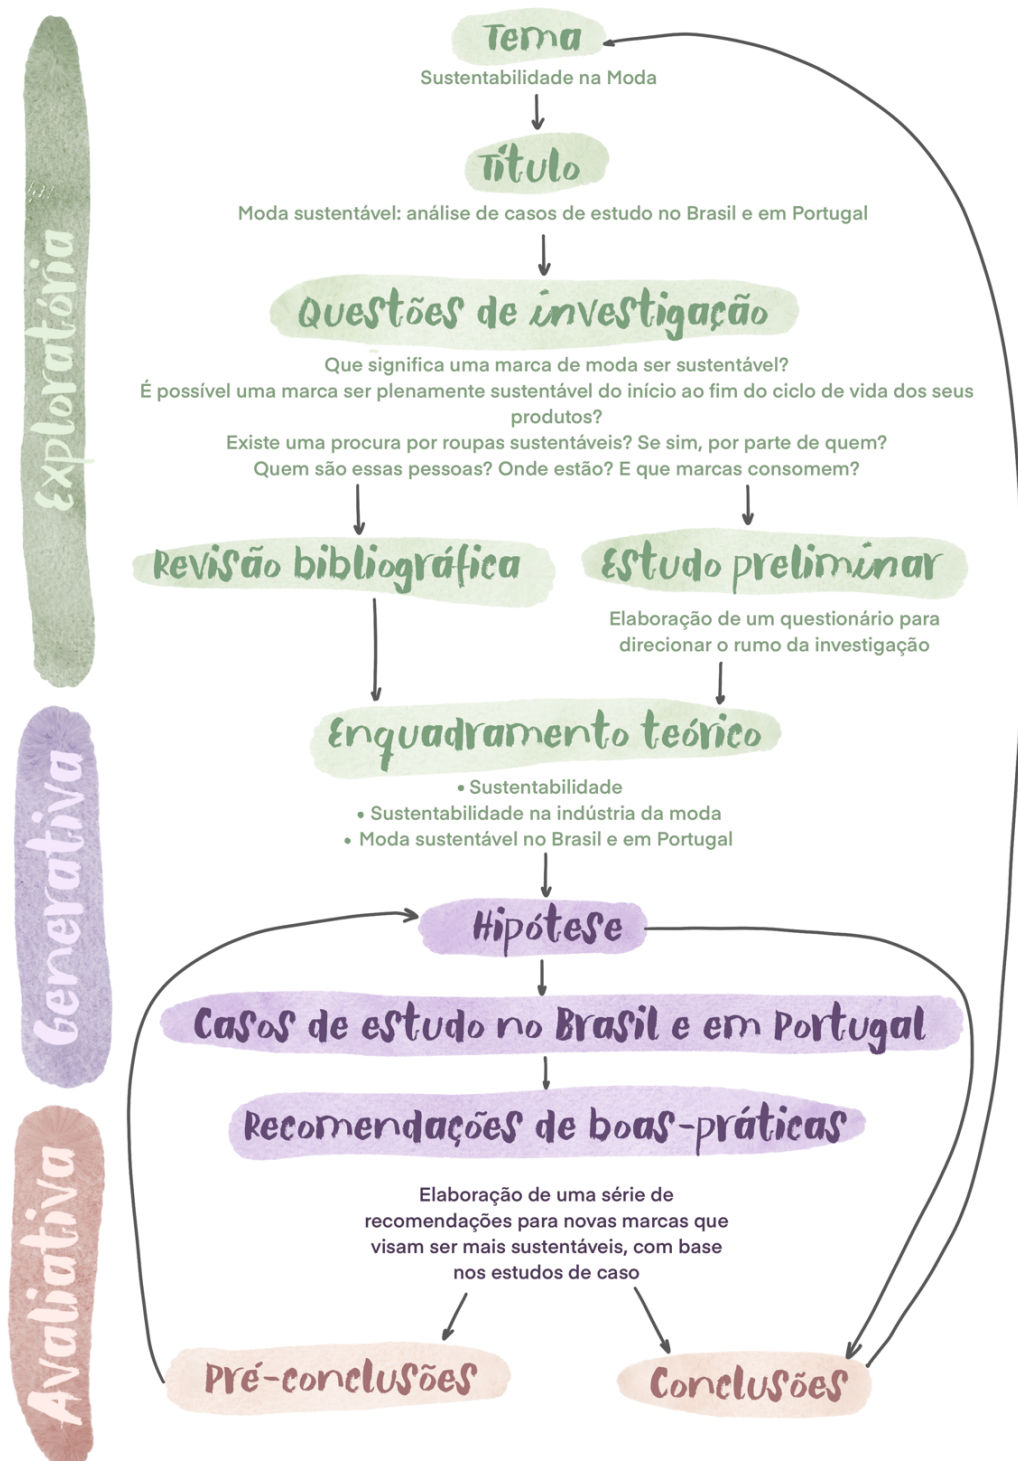 Tema
Sustentabilidade na Moda
Título
Moda sustentável: análise de casos de estudo no Brasil e em Portugal
Questões de investigação
Que significa uma marca de moda ser sustentável?
É possível uma marca ser plenamente sustentável do início ao fim do ciclo de vida dos seus
produtos?
Existe uma procura por roupas sustentáveis? Se sim, por parte de quem?
Quem são essas pessoas? Onde estão? E que marcas consomem?
Exploratória
Revisão bibliográfica
Estudo preliminar
Elaboração de um questionário para
direcionar o rumo da investigação
Enquadramento teórico
• Sustentabilidade
• Sustentabilidade na indústria da moda
• Moda sustentável no Brasil e em Portugal
Generativa
Hipótese
Casos de estudo no Brasil e em Portugal
Recomendações de boas-práticas
Elaboração de uma série de
recomendações para novas marcas que
visam ser mais sustentáveis, com base
nos estudos de caso
Avaliativa
Pré-conclusões
Conclusões